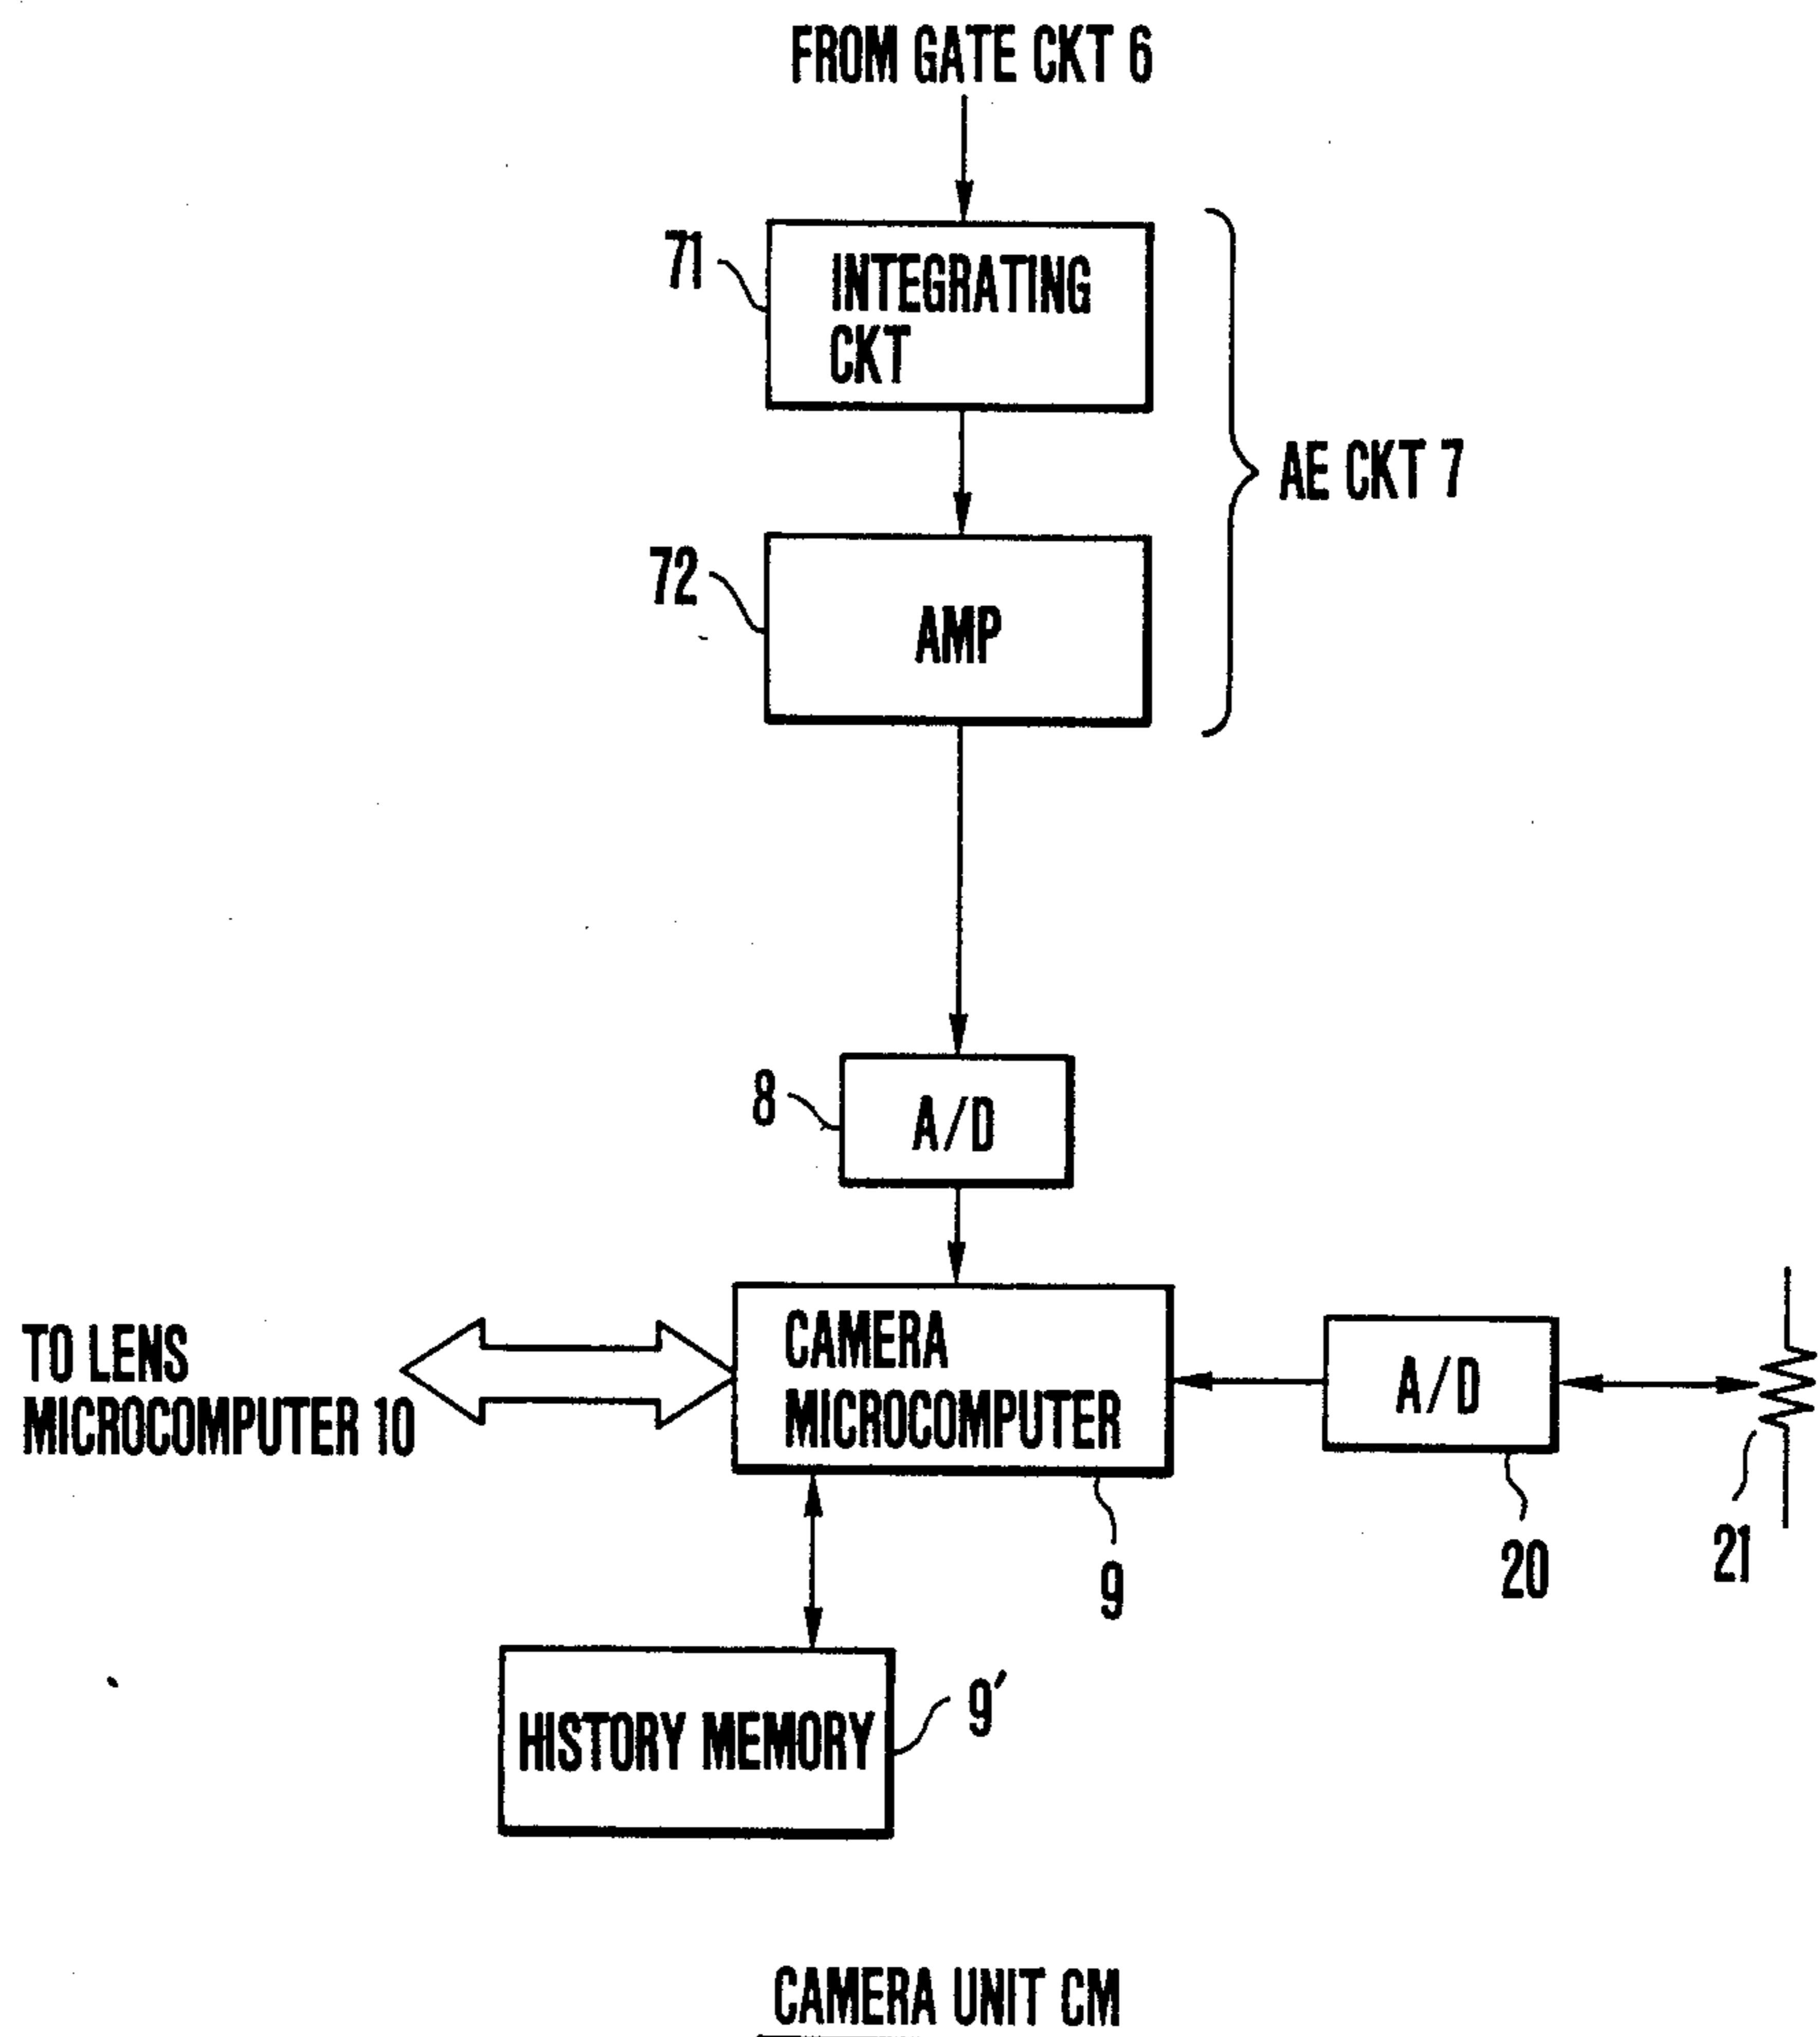 FROM GATE CKT 6
71
INTEGRATING
CKT
AE CKT 7
72
AMP
8
A/D
TO LENS
MICROCOMPUTER 10
CAMERA
MICROCOMPUTER
A/D
9
20
21
HISTORY MEMORY
9'
CAMERA UNIT CM